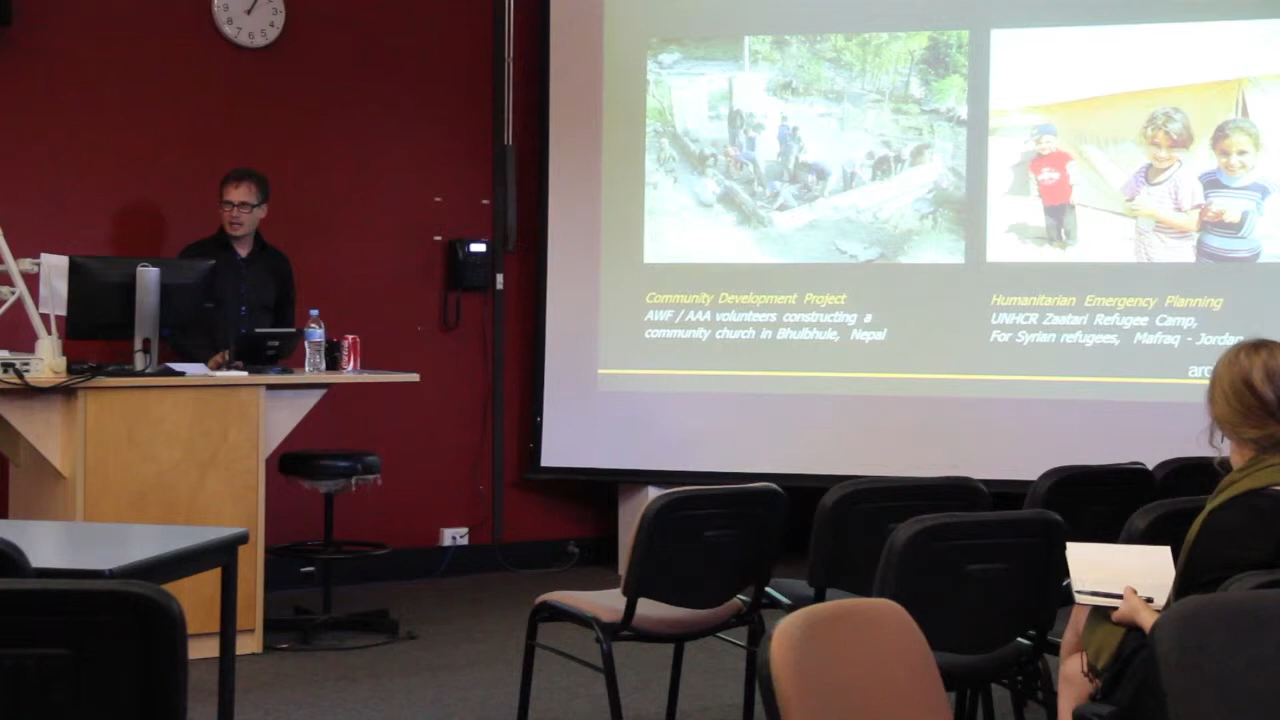 Community Development Project
AWF / AAA volunteers constructing a
community church in Bhulbhule, Nepal
Humanitarian Emergency Planning
UNHCR Zaatari Refugee Camp,
For Syrian refugees, Mafraq - Jordan
arc